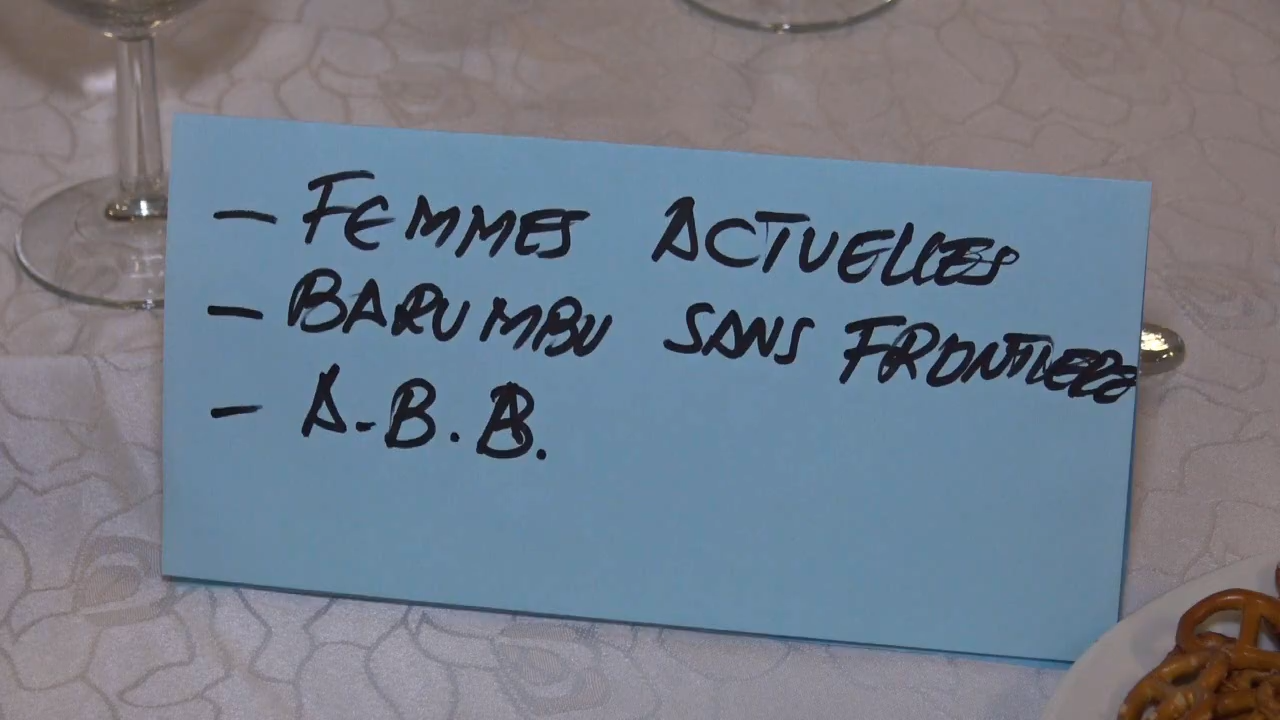 - FEMMES ACTUELLES
- BARUMBU SANS FRONTIERES
- A.B.B.